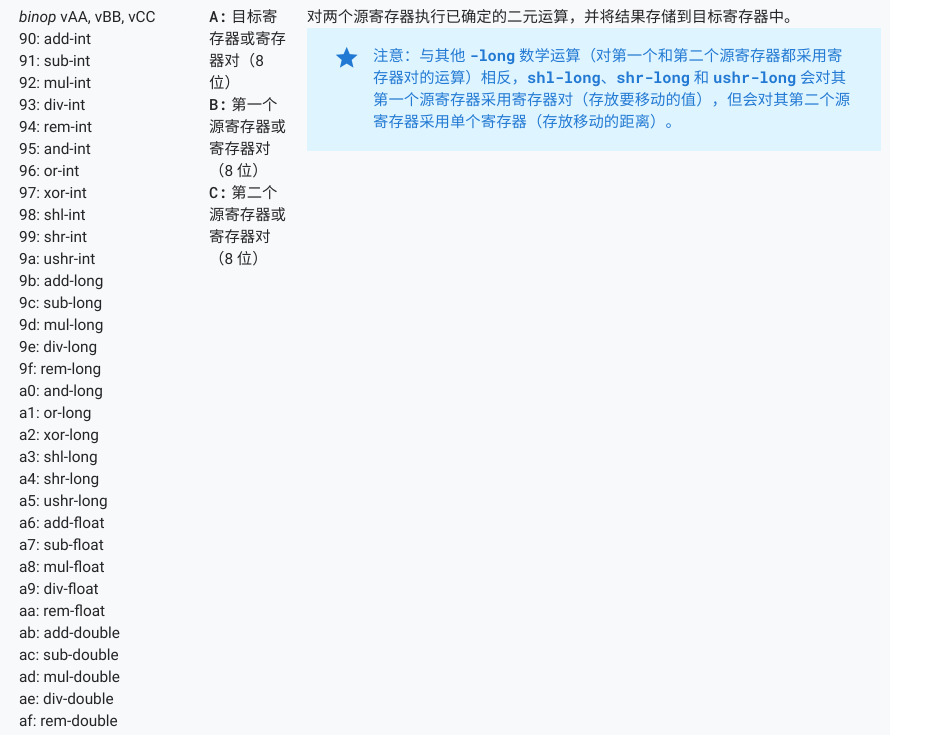 binop vAA, vBB, vCC
90: add-int
91: sub-int
92: mul-int
93: div-int
94: rem-int
95: and-int
96: or-int
97: xor-int
98: shl-int
99: shr-int
9a: ushr-int
9b: add-long
9c: sub-long
9d: mul-long
9e: div-long
9f: rem-long
a0: and-long
a1: or-long
a2: xor-long
a3: shl-long
a4: shr-long
a5: ushr-long
a6: add-float
a7: sub-float
a8: mul-float
a9: div-float
aa: rem-float
ab: add-double
ac: sub-double
ad: mul-double
ae: div-double
af: rem-double
A：目标寄
存器或寄存
器对（8
位）
B：第一个
源寄存器或
寄存器对
（8 位）
C：第二个
源寄存器或
寄存器对
（8 位）
对两个源寄存器执行已确定的二元运算，并将结果存储到目标寄存器中。
注意：与其他 -long 数学运算（对第一个和第二个源寄存器都采用寄
存器对的运算）相反，shl-long、shr-long 和 ushr-long 会对其
第一个源寄存器采用寄存器对（存放要移动的值），但会对其第二个源
寄存器采用单个寄存器（存放移动的距离）。